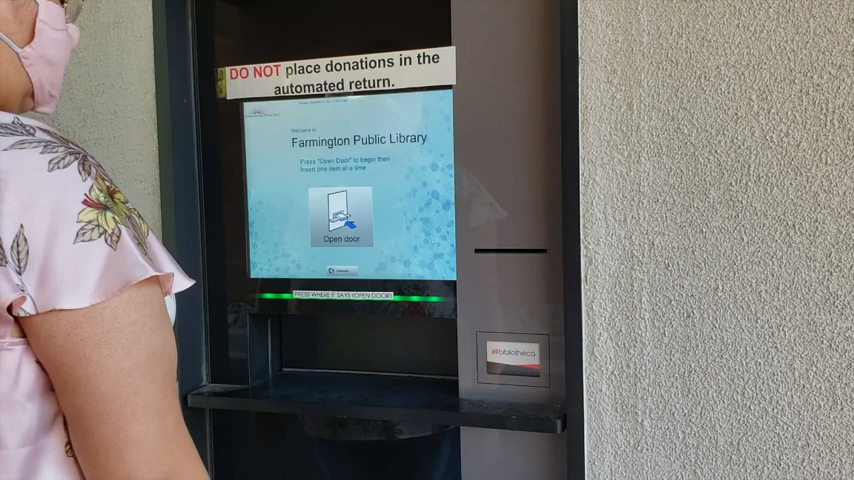 DO NOT place donations in the
automated return.
Welcome to
Farmington Public Library
Press "Open Door" to begin then
Insert one item at a time
Open door
PRESS WHERE IT SAYS (OPEN DOOR)
bibliotheca